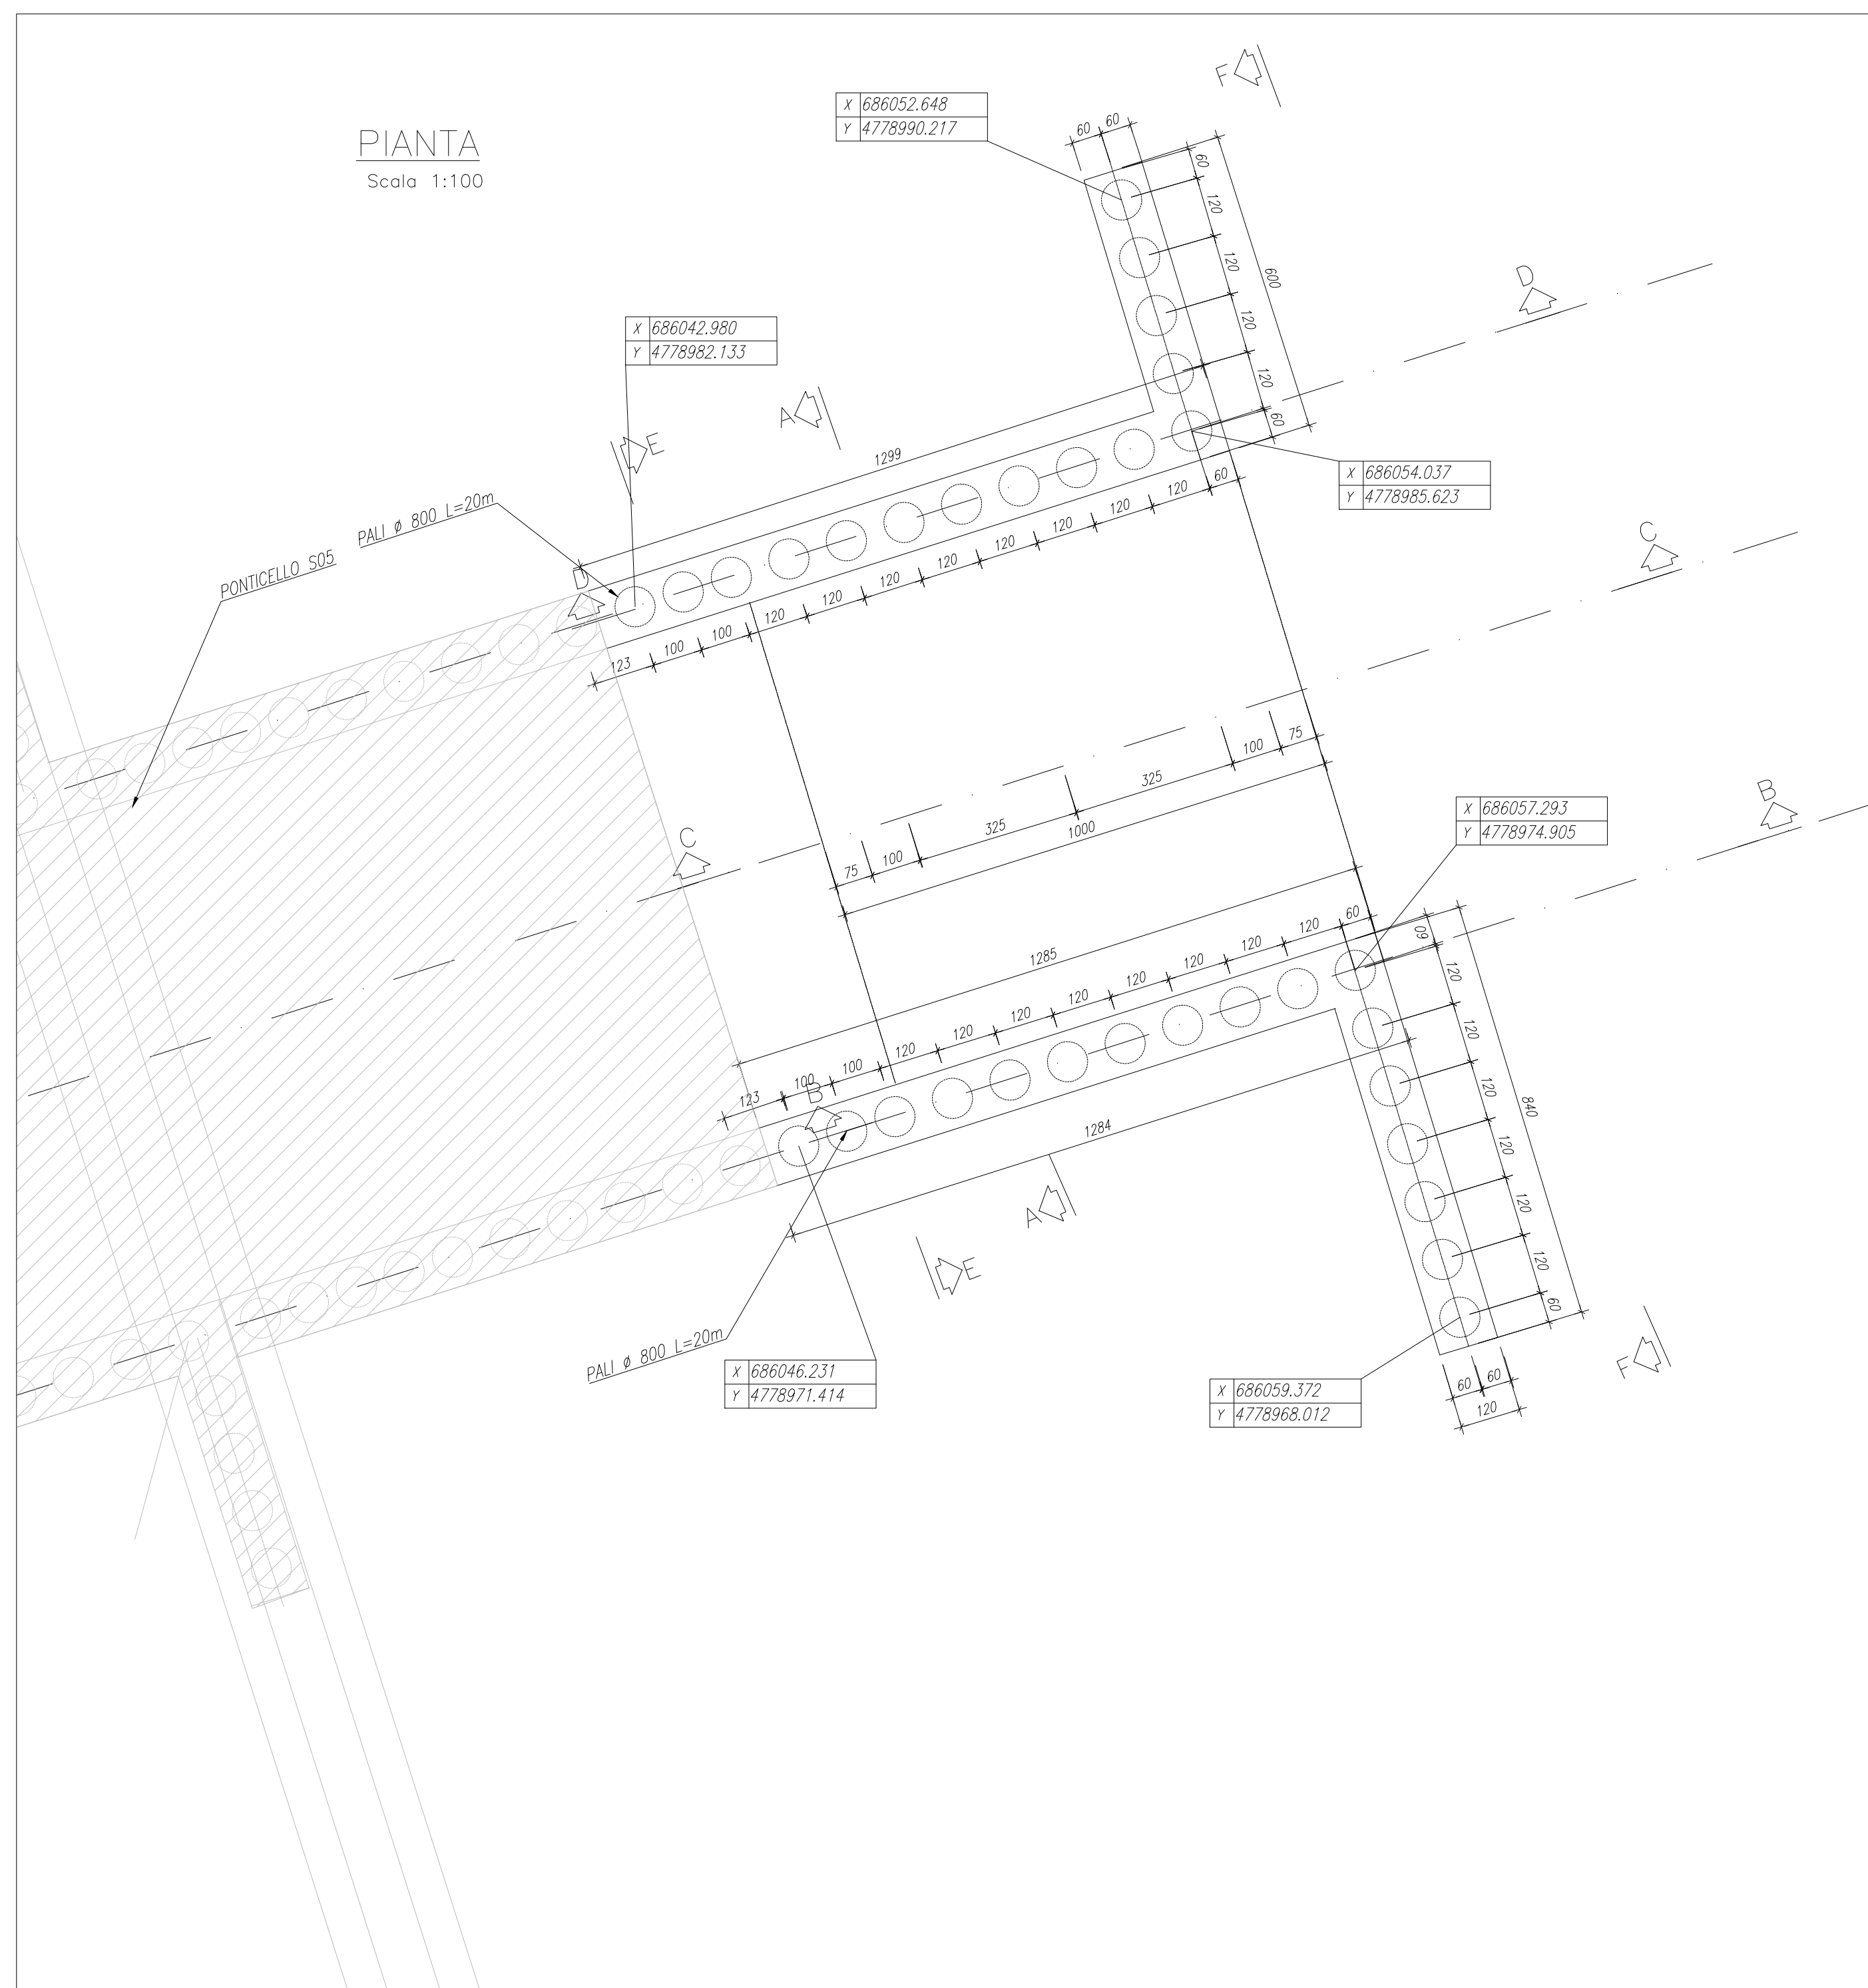 PIANTA
Scala 1:100
X 686052.648
Y 4778990.217
F
60 60
60
120
120
120
120
60
600
D
X 686042.980
Y 4778982.133
A
E
1299
X 686054.037
Y 4778985.623
PALI ø 800 L=20m
PONTICELLO S05
D
C
123 100 100 120 120 120 120 120 120 120 120 60
75 100 325 325 100 75
1000
C
X 686057.293
Y 4778974.905
B
1285
123 100 100 120 120 120 120 120 120 120 120 60
B
60
120
120
120
120
120
120
60
840
1284
A
E
F
PALI ø 800 L=20m
X 686046.231
Y 4778971.414
X 686059.372
Y 4778968.012
60 60
120